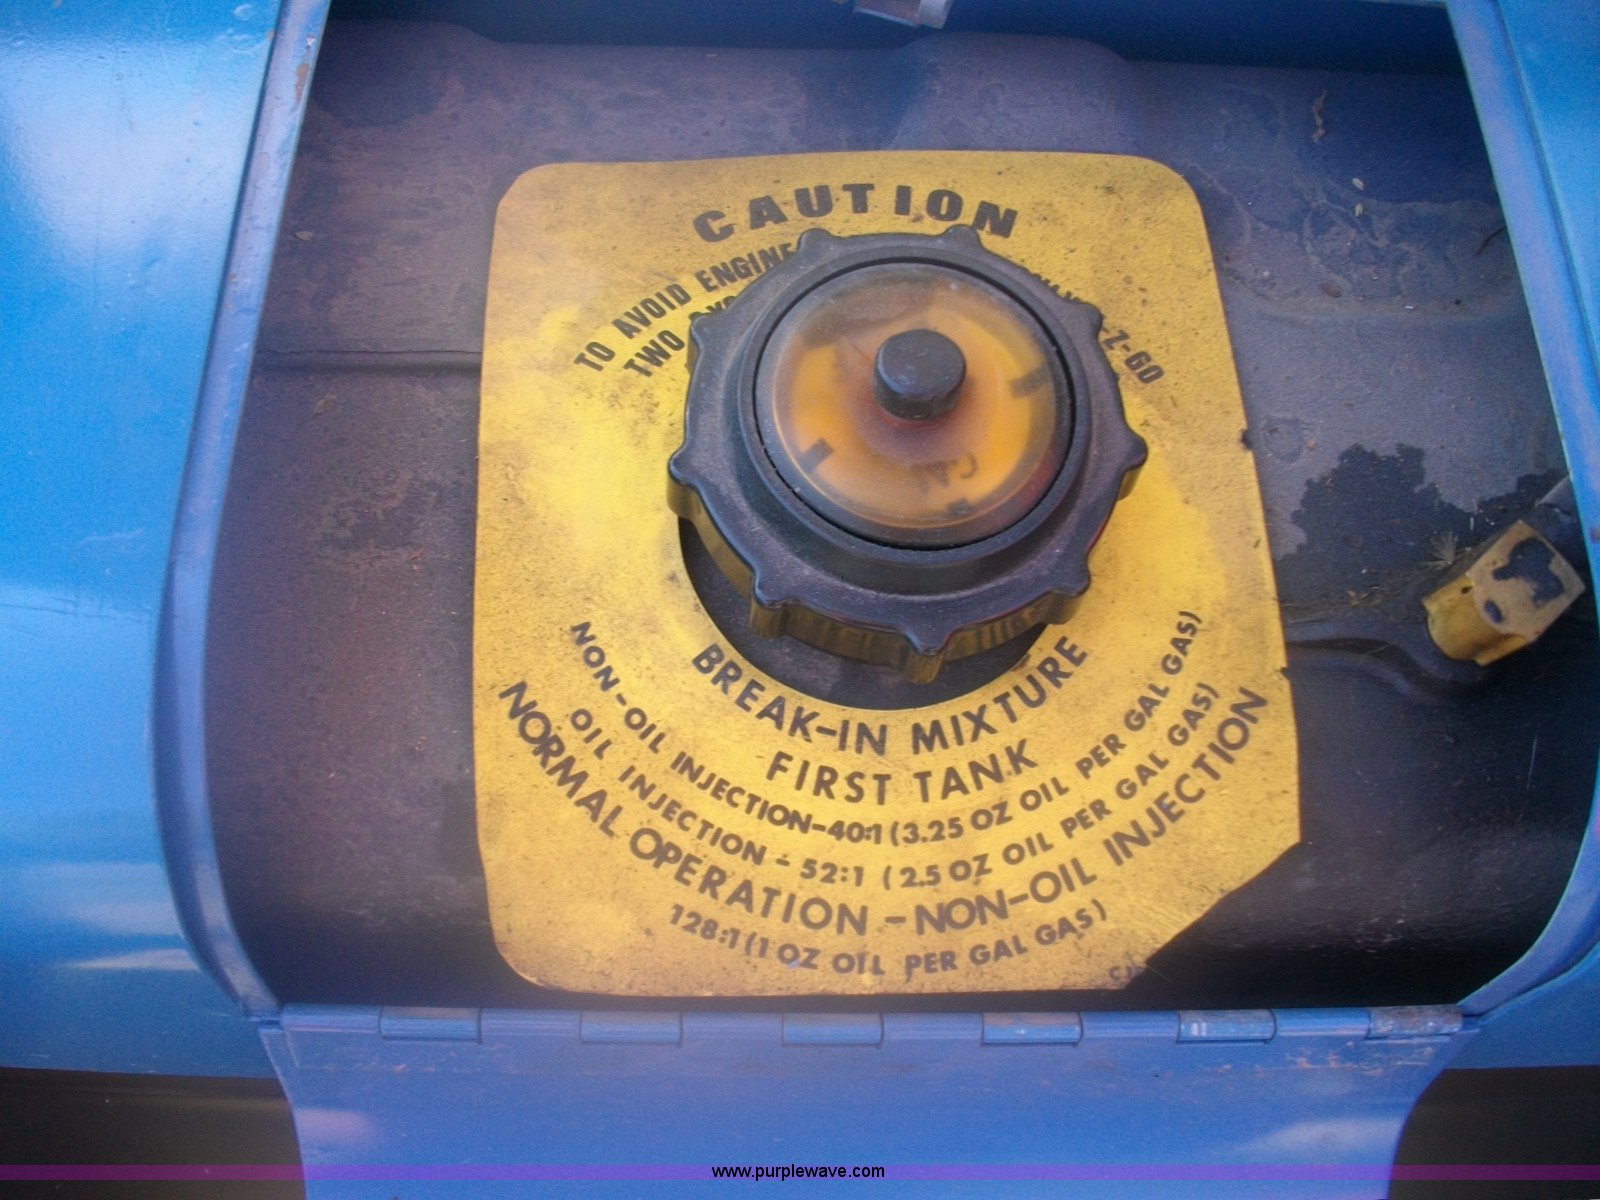 CAUTION
TO AVOID ENGINE
TWO -Z-GO
BREAK-IN MIXTURE
FIRST TANK
NON-OIL INJECTION-40:1 (3.25 OZ OIL PER GAL GAS)
OIL INJECTION - 52:1 (2.5 OZ OIL PER GAL GAS)
NORMAL OPERATION - NON-OIL INJECTION
128:1 (1 OZ OIL PER GAL GAS)
www.purplewave.com